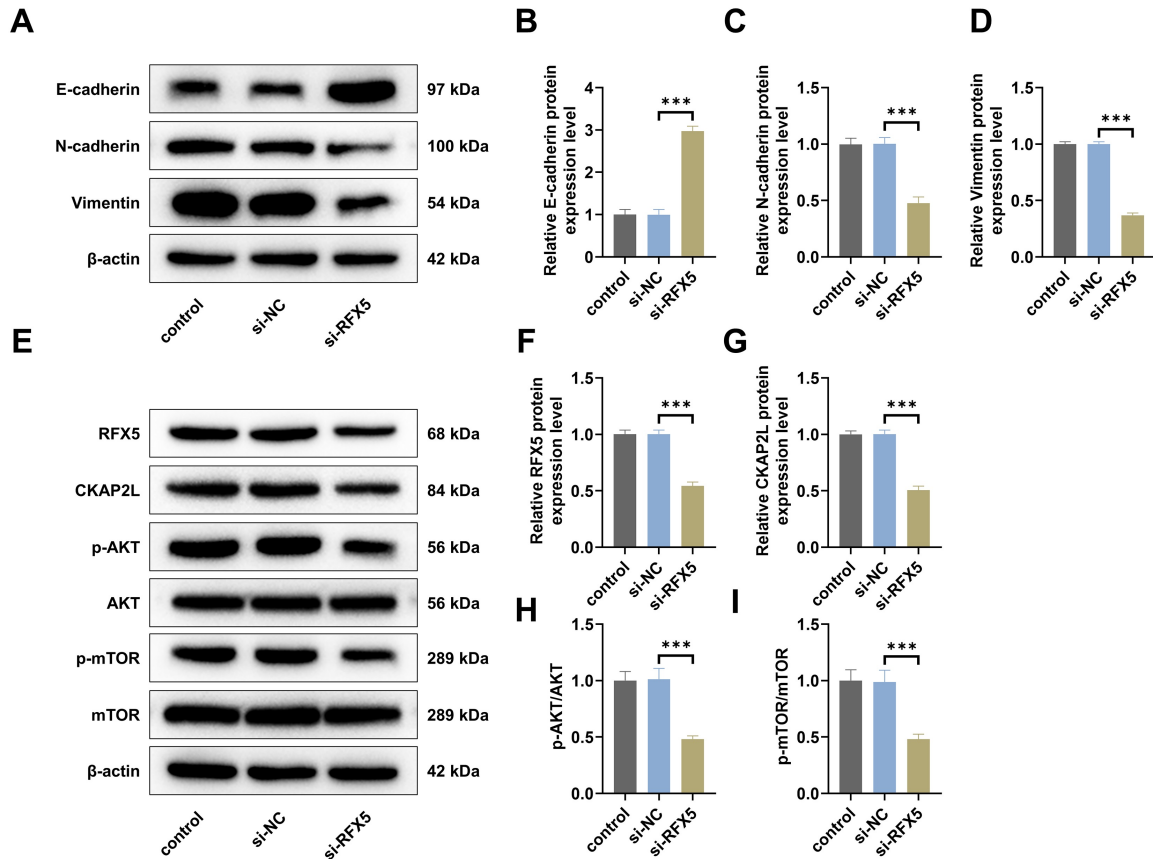 A
E-cadherin
97 kDa
N-cadherin
100 kDa
Vimentin
54 kDa
β-actin
42 kDa
control
si-NC
si-RFX5
B
Relative E-cadherin protein
expression level
4
3
2
1
0
***
control
si-NC
si-RFX5
C
Relative N-cadherin protein
expression level
1.5
1.0
0.5
0.0
***
control
si-NC
si-RFX5
D
Relative Vimentin protein
expression level
1.5
1.0
0.5
0.0
***
control
si-NC
si-RFX5
E
RFX5
68 kDa
CKAP2L
84 kDa
p-AKT
56 kDa
AKT
56 kDa
p-mTOR
289 kDa
mTOR
289 kDa
β-actin
42 kDa
control
si-NC
si-RFX5
F
Relative RFX5 protein
expression level
1.5
1.0
0.5
0.0
***
control
si-NC
si-RFX5
G
Relative CKAP2L protein
expression level
1.5
1.0
0.5
0.0
***
control
si-NC
si-RFX5
H
p-AKT/AKT
1.5
1.0
0.5
0.0
***
control
si-NC
si-RFX5
I
p-mTOR/mTOR
1.5
1.0
0.5
0.0
***
control
si-NC
si-RFX5